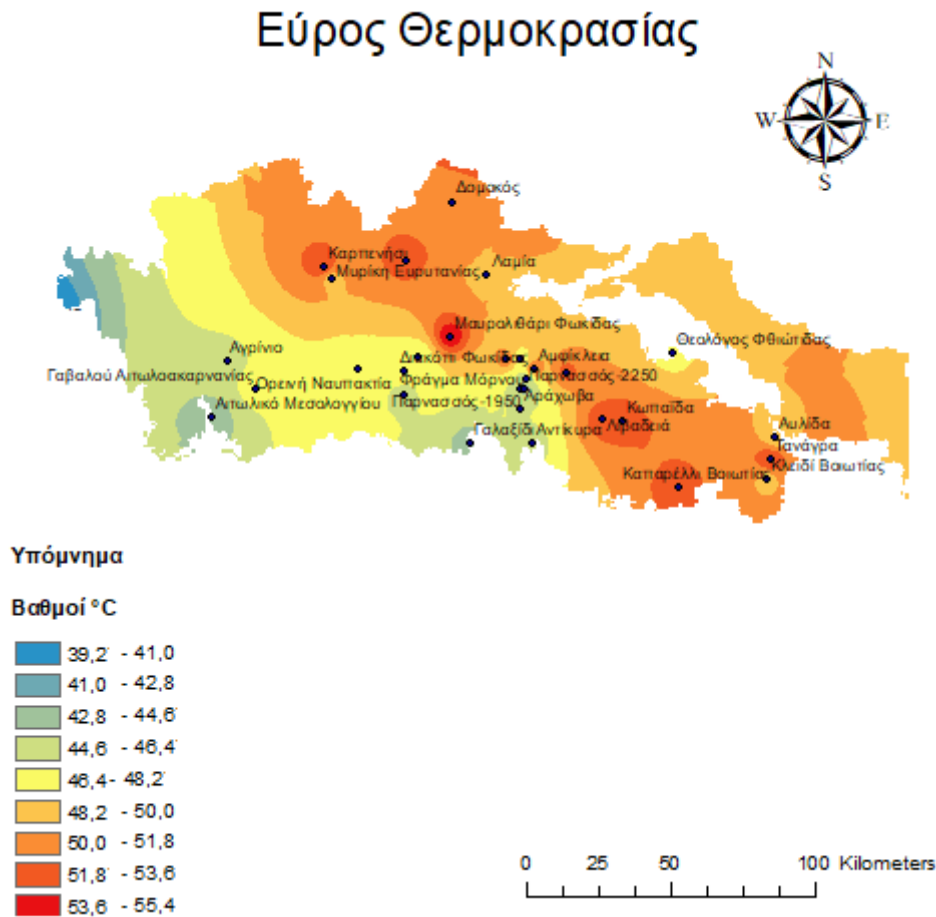 Εύρος Θερμοκρασίας
N
W E
S
Δομοκός
Καρπενήσι
Μυρίκη Ευρυτανίας
Λαμία
Μαυρολιθάρι Φωκίδας
Θεολόγος Φθιώτιδας
Αγρίνιο
Διακόπι Φωκίδας
Αμφίκλεια
Γαβαλού Αιτωλοακαρνανίας
Ορεινή Ναυπακτία
Φράγμα Μόρνου
Παρνασσός-2250
Αιτωλικό Μεσολογγίου
Παρνασσός-1950
Αράχωβα
Κωπαΐδα
Γαλαξίδι
Αντίκυρα
Λιβαδειά
Αυλίδα
Τανάγρα
Καπαρέλλι Βοιωτίας
Κλειδί Βοιωτίας
Υπόμνημα
Βαθμοί °C
39,2 - 41,0
41,0 - 42,8
42,8 - 44,6
44,6 - 46,4
46,4 - 48,2
48,2 - 50,0
50,0 - 51,8
51,8 - 53,6
53,6 - 55,4
0 25 50 100 Kilometers